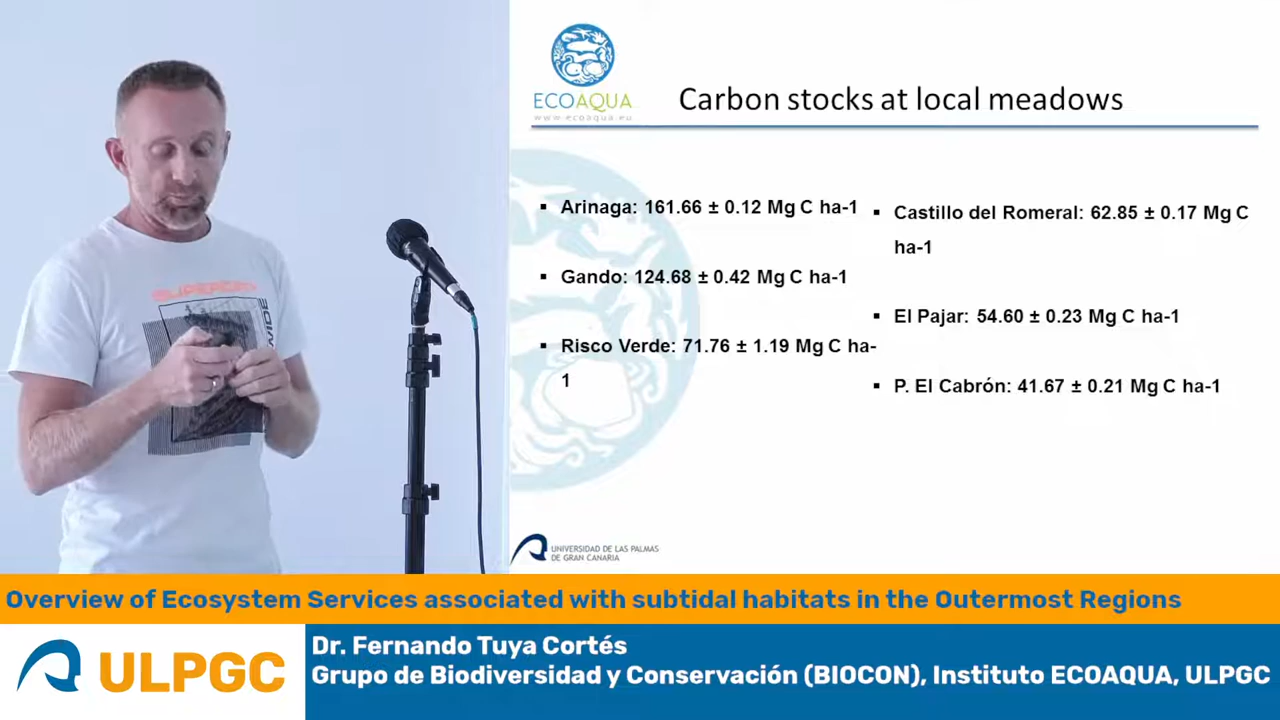 ECOAQUA
www.ecoaqua.eu
Carbon stocks at local meadows
▪ Arinaga: 161.66 ± 0.12 Mg C ha-1
▪ Gando: 124.68 ± 0.42 Mg C ha-1
▪ Risco Verde: 71.76 ± 1.19 Mg C ha-
1
▪ Castillo del Romeral: 62.85 ± 0.17 Mg C
ha-1
▪ El Pajar: 54.60 ± 0.23 Mg C ha-1
▪ P. El Cabrón: 41.67 ± 0.21 Mg C ha-1
UNIVERSIDAD DE LAS PALMAS
DE GRAN CANARIA
Overview of Ecosystem Services associated with subtidal habitats in the Outermost Regions
ULPGC
Dr. Fernando Tuya Cortés
Grupo de Biodiversidad y Conservación (BIOCON), Instituto ECOAQUA, ULPGC